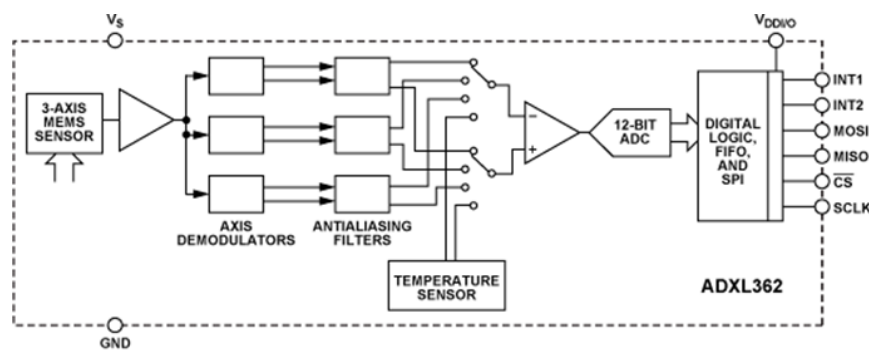 VS
VDDI/O
3-AXIS
MEMS
SENSOR
AXIS
DEMODULATORS
ANTIALIASING
FILTERS
−
+
12-BIT
ADC
DIGITAL
LOGIC,
FIFO,
AND
SPI
INT1
INT2
MOSI
MISO
CS
SCLK
TEMPERATURE
SENSOR
ADXL362
GND